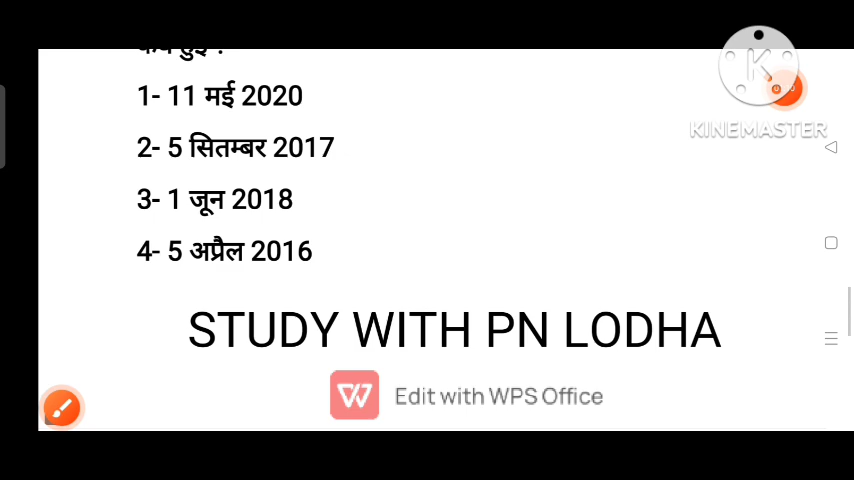 KINEMASTER
1- 11 मई 2020
2- 5 सितम्बर 2017
3- 1 जून 2018
4- 5 अप्रैल 2016
STUDY WITH PN LODHA
Edit with WPS Office